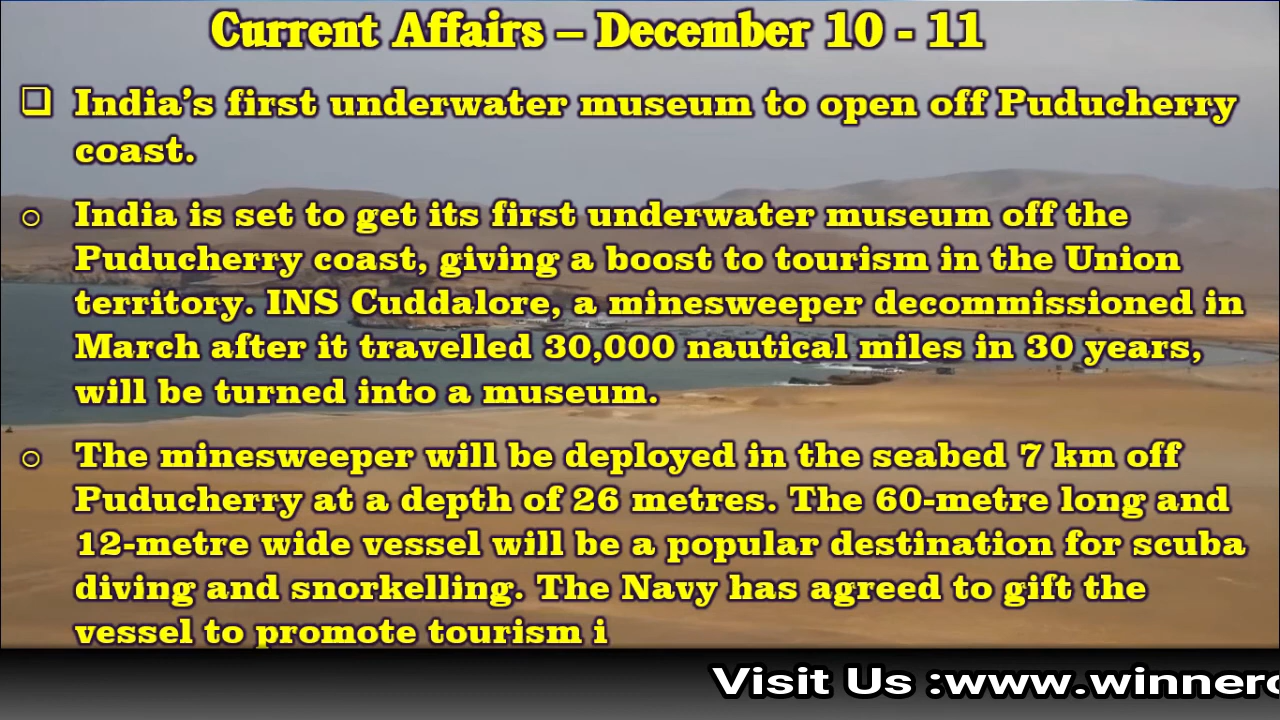 Current Affairs – December 10 - 11
❑ India’s first underwater museum to open off Puducherry
coast.
o India is set to get its first underwater museum off the
Puducherry coast, giving a boost to tourism in the Union
territory. INS Cuddalore, a minesweeper decommissioned in
March after it travelled 30,000 nautical miles in 30 years,
will be turned into a museum.
o The minesweeper will be deployed in the seabed 7 km off
Puducherry at a depth of 26 metres. The 60-metre long and
12-metre wide vessel will be a popular destination for scuba
diving and snorkelling. The Navy has agreed to gift the
vessel to promote tourism i
Visit Us :www.winner